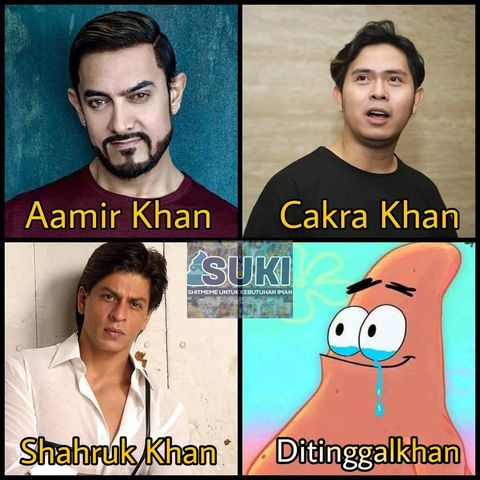 Aamir Khan
Cakra Khan
SUKI
SHITMEME UNTUK KEBUTUHAN IMAN
Shahruk Khan
Ditinggalkhan